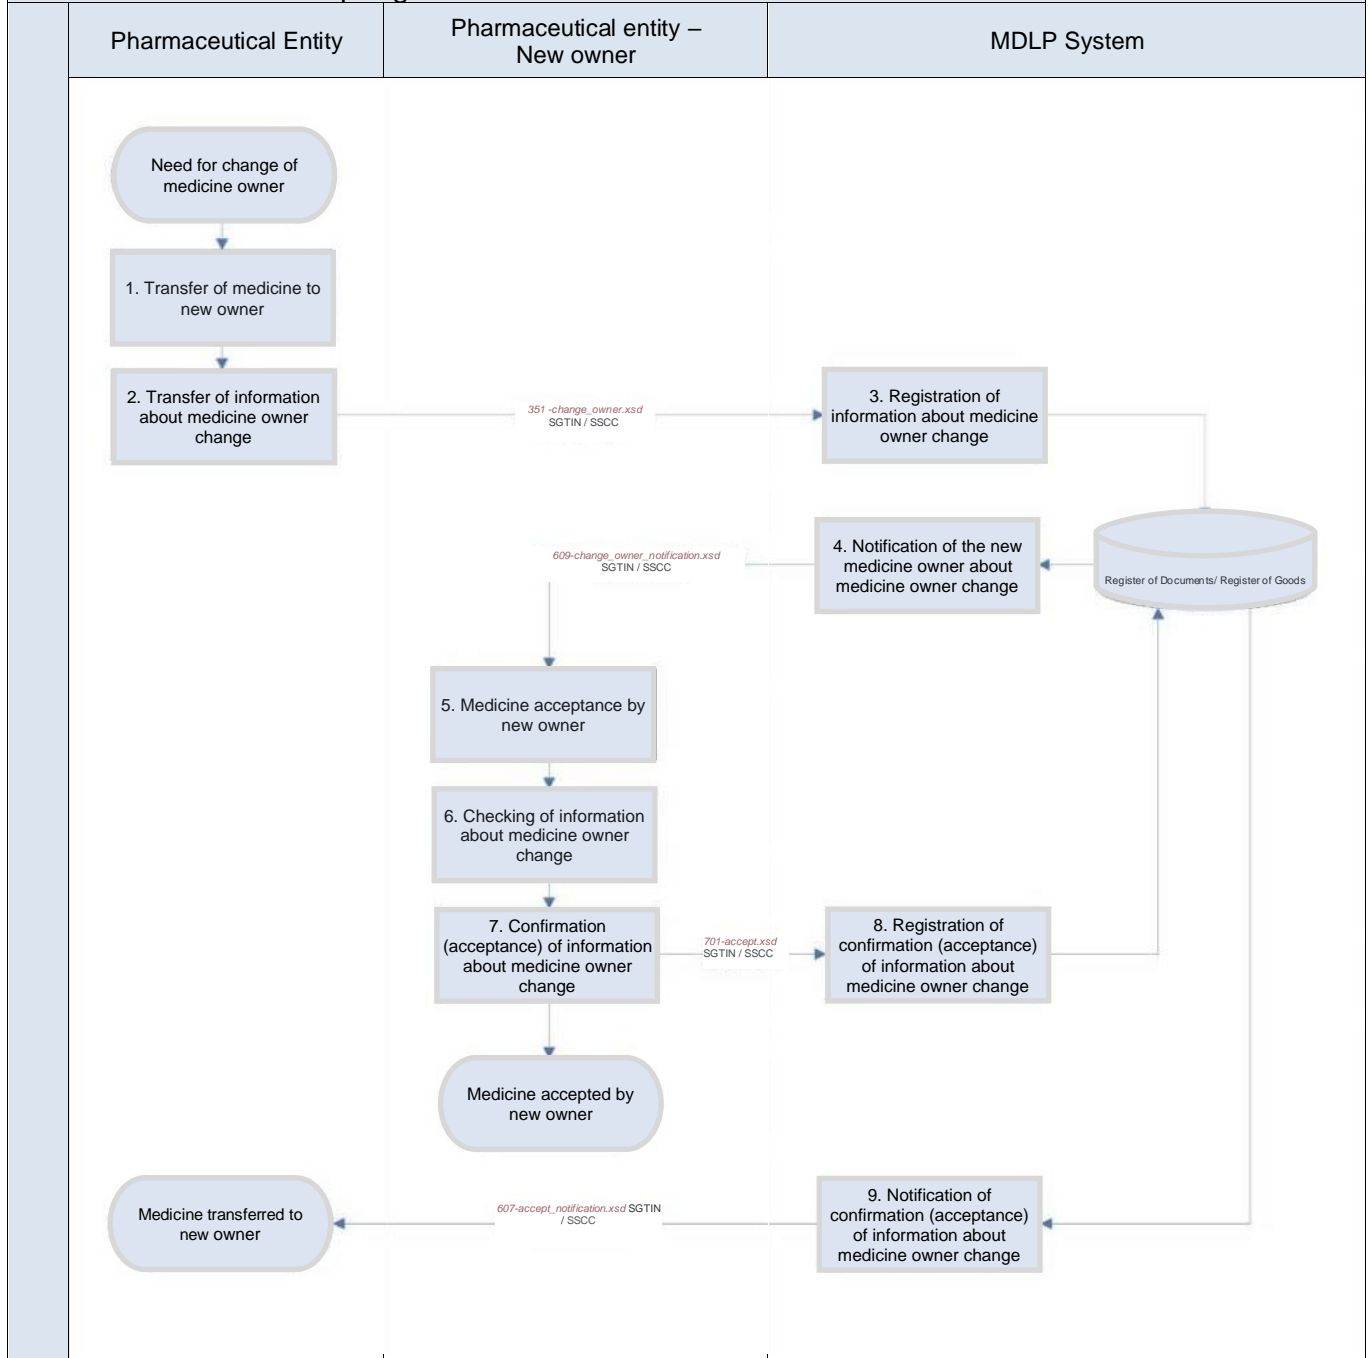 Pharmaceutical Entity
Pharmaceutical entity –
New owner
MDLP System
Need for change of
medicine owner
1. Transfer of medicine to
new owner
2. Transfer of information
about medicine owner
change
351 -change_owner.xsd
SGTIN / SSCC
3. Registration of
information about medicine
owner change
609-change_owner_notification.xsd
SGTIN / SSCC
4. Notification of the new
medicine owner about
medicine owner change
Register of Documents/ Register of Goods
5. Medicine acceptance by
new owner
6. Checking of information
about medicine owner
change
7. Confirmation
(acceptance) of information
about medicine owner
change
701-accept.xsd
SGTIN / SSCC
8. Registration of
confirmation (acceptance)
of information about
medicine owner change
Medicine accepted by
new owner
Medicine transferred to
new owner
607-accept_notification.xsd SGTIN
/ SSCC
9. Notification of
confirmation (acceptance)
of information about
medicine owner change